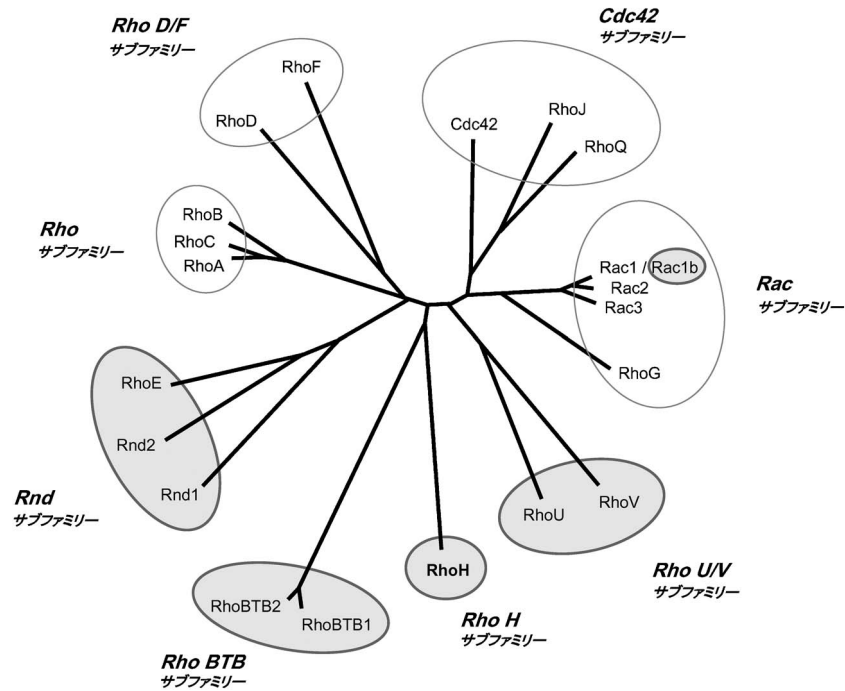 Rho D/F
サブファミリー
RhoF
RhoD
Cdc42
サブファミリー
Cdc42
RhoJ
RhoQ
Rho
サブファミリー
RhoB
RhoC
RhoA
Rac1 / Rac1b
Rac2
Rac3
RhoG
Rac
サブファミリー
RhoE
Rnd2
Rnd1
Rnd
サブファミリー
RhoU
RhoV
Rho U/V
サブファミリー
RhoH
Rho H
サブファミリー
RhoBTB2
RhoBTB1
Rho BTB
サブファミリー